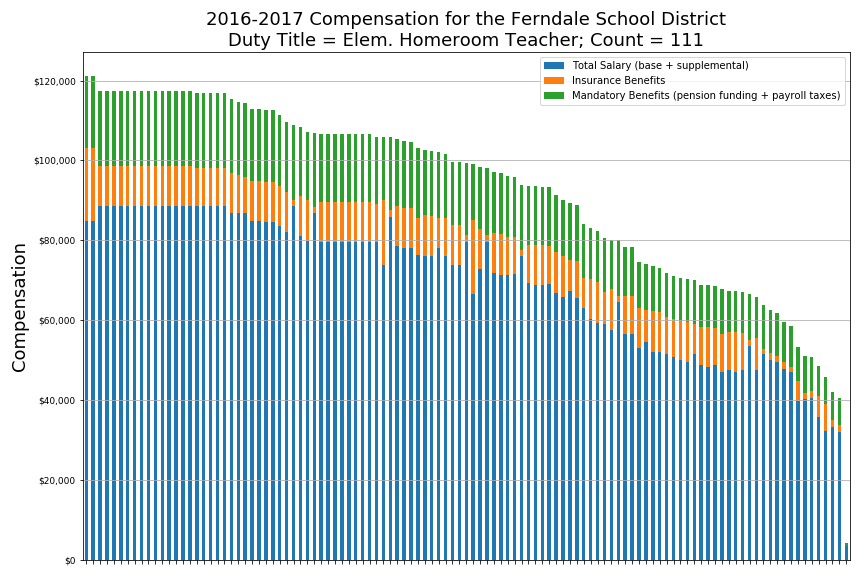 2016-2017 Compensation for the Ferndale School District
Duty Title = Elem. Homeroom Teacher; Count = 111
Total Salary (base + supplemental)
Insurance Benefits
Mandatory Benefits (pension funding + payroll taxes)
Compensation
$120,000
$100,000
$80,000
$60,000
$40,000
$20,000
$0